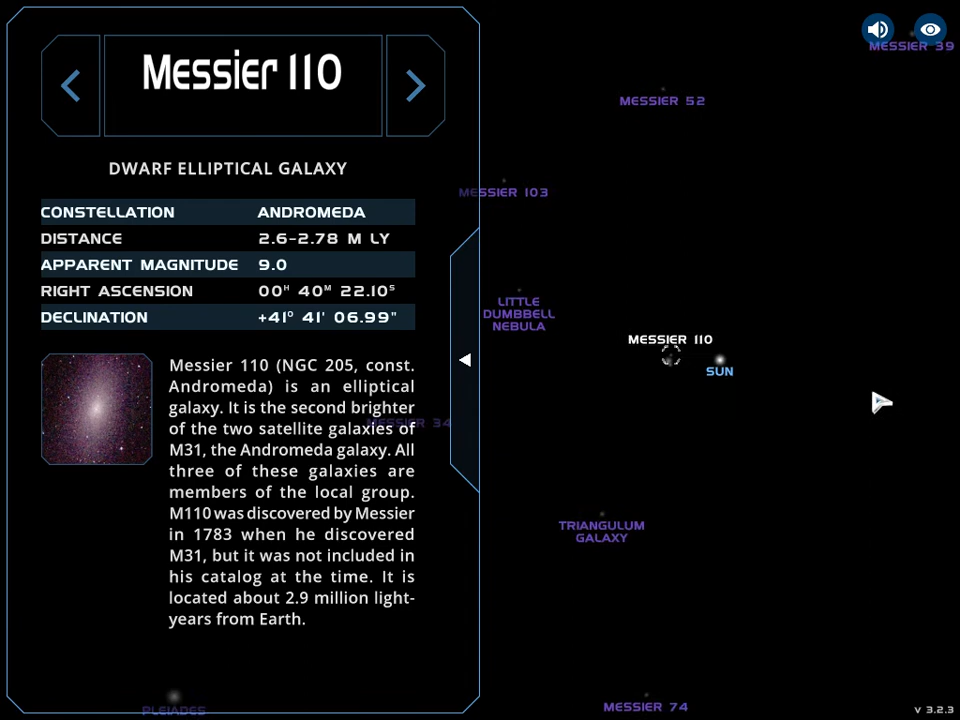 Messier 110
DWARF ELLIPTICAL GALAXY
CONSTELLATION ANDROMEDA
DISTANCE 2.6-2.78 M LY
APPARENT MAGNITUDE 9.0
RIGHT ASCENSION 00ᴴ 40ᴹ 22.10ˢ
DECLINATION +41⁰ 41' 06.99"
Messier 110 (NGC 205, const.
Andromeda) is an elliptical
galaxy. It is the second brighter
of the two satellite galaxies of
M31, the Andromeda galaxy. All
three of these galaxies are
members of the local group.
M110 was discovered by Messier
in 1783 when he discovered
M31, but it was not included in
his catalog at the time. It is
located about 2.9 million light-
years from Earth.
MESSIER 39
MESSIER 52
MESSIER 103
LITTLE
DUMBBELL
NEBULA
MESSIER 110
SUN
MESSIER 34
TRIANGULUM
GALAXY
PLEIADES
MESSIER 74
v 3.2.3